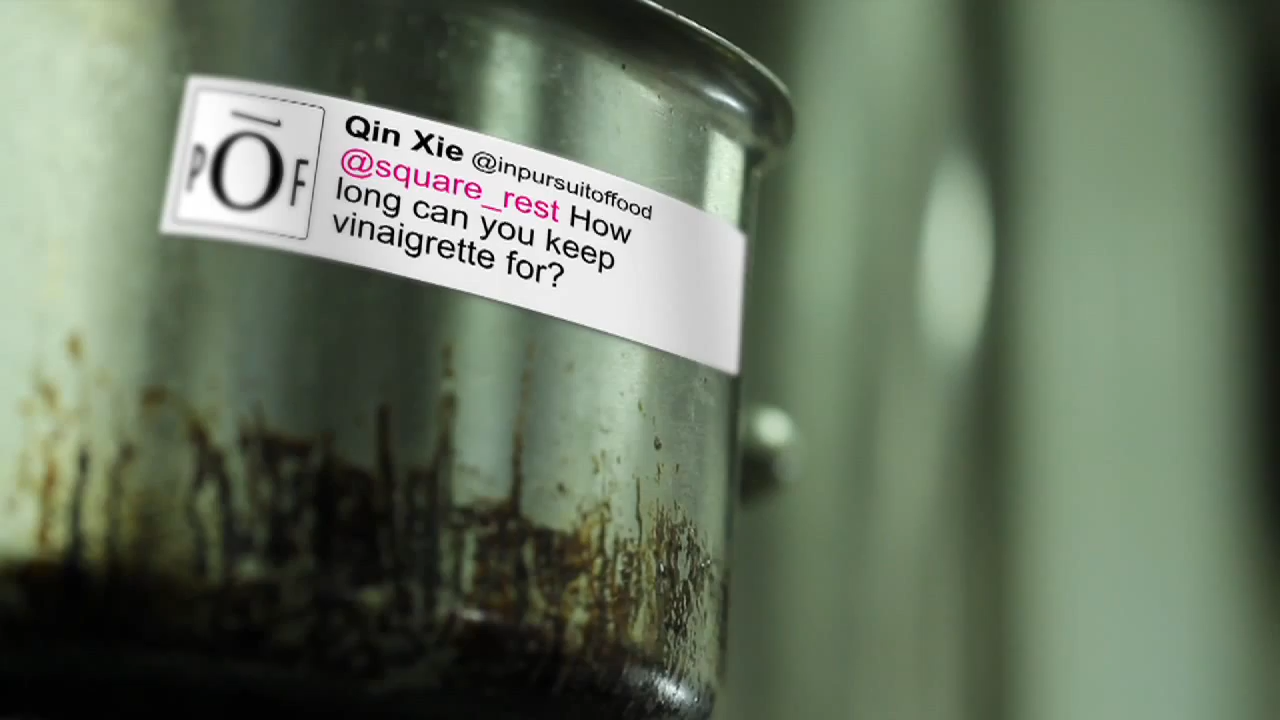 PŌF
Qin Xie @inpursuitoffood
@square_rest How
long can you keep
vinaigrette for?